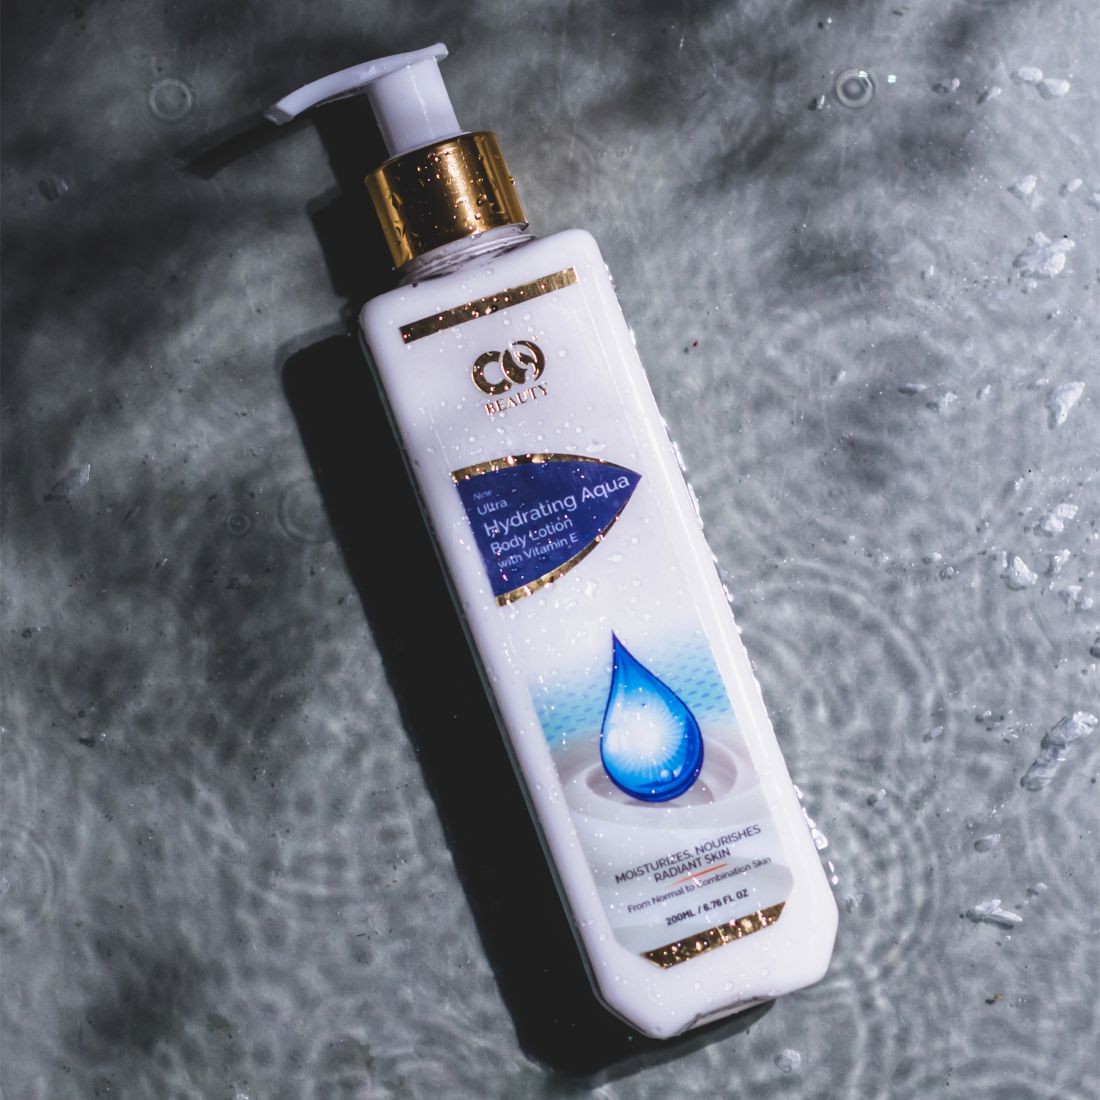 BEAUTY
New
Ultra
Hydrating Aqua
Body Lotion
with Vitamin E
MOISTURIZES, NOURISHES
RADIANT SKIN
From Normal to Combination Skin
200ML / 6.76 FL OZ